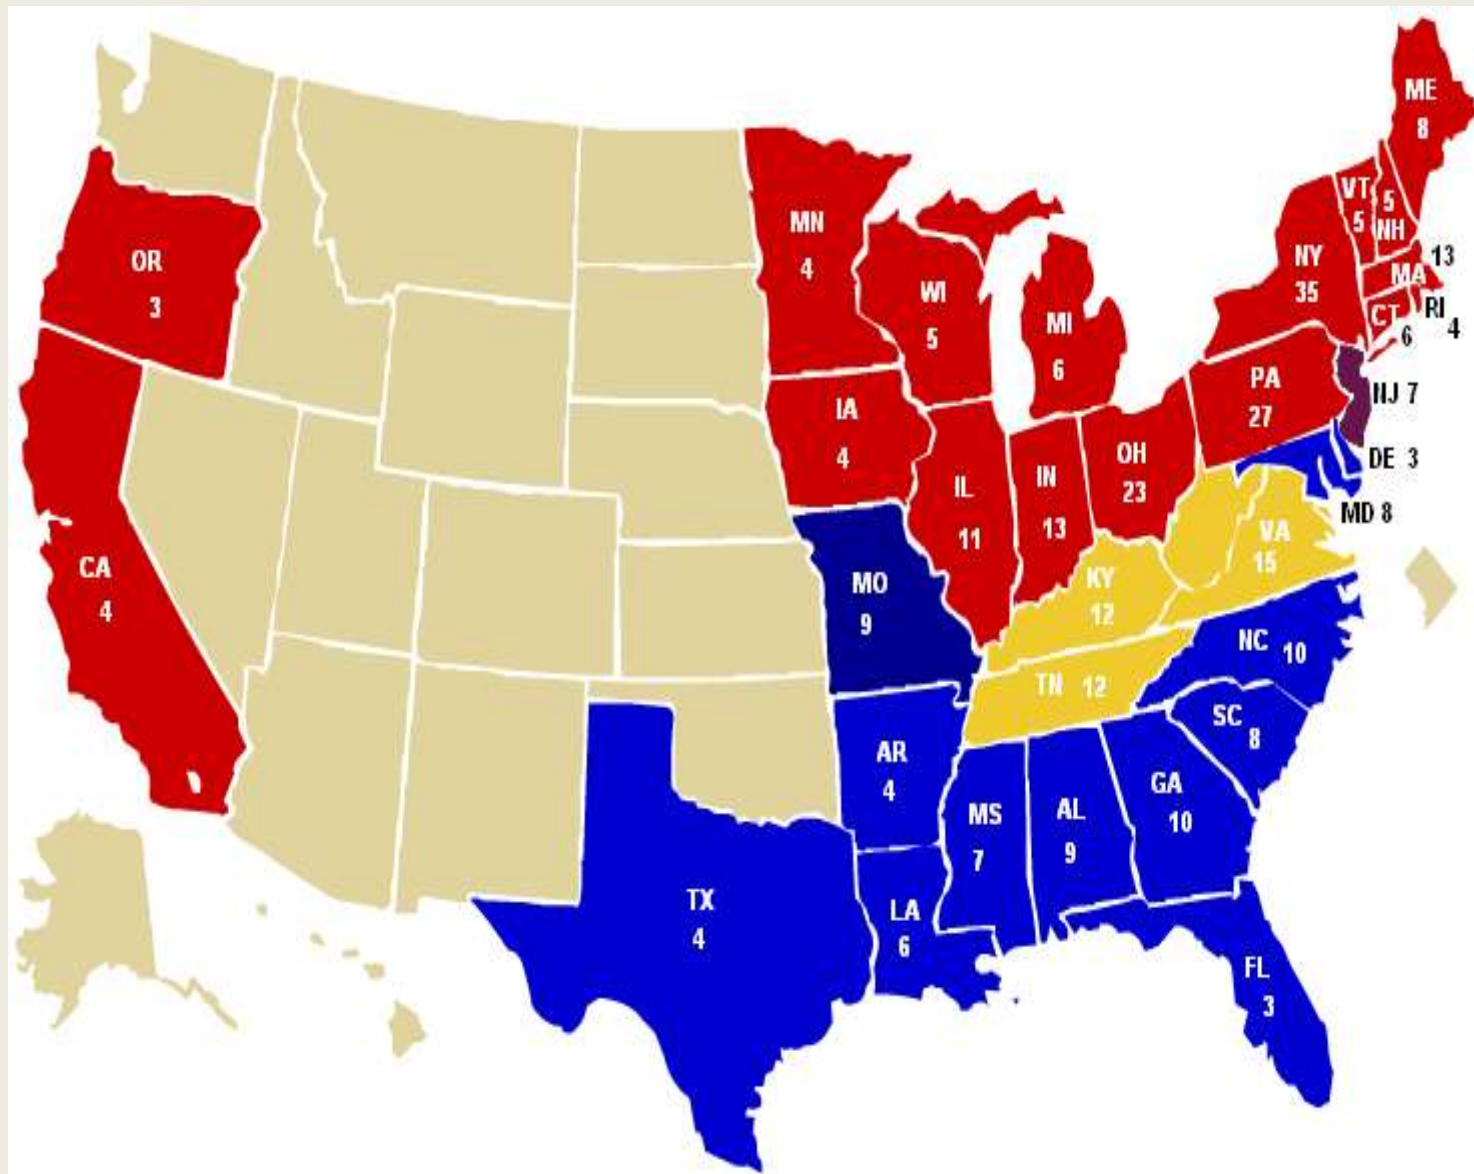 ME
8
VT
5
5
NH
13
MA
NY
35
RI
4
CT
6
OR
3
MN
4
WI
5
MI
6
PA
27
NJ 7
IA
4
OH
23
DE 3
IL
11
IN
13
MD 8
VA
15
CA
4
MO
9
KY
12
NC 10
TN 12
SC
8
AR
4
GA
10
MS
7
AL
9
TX
4
LA
6
FL
3